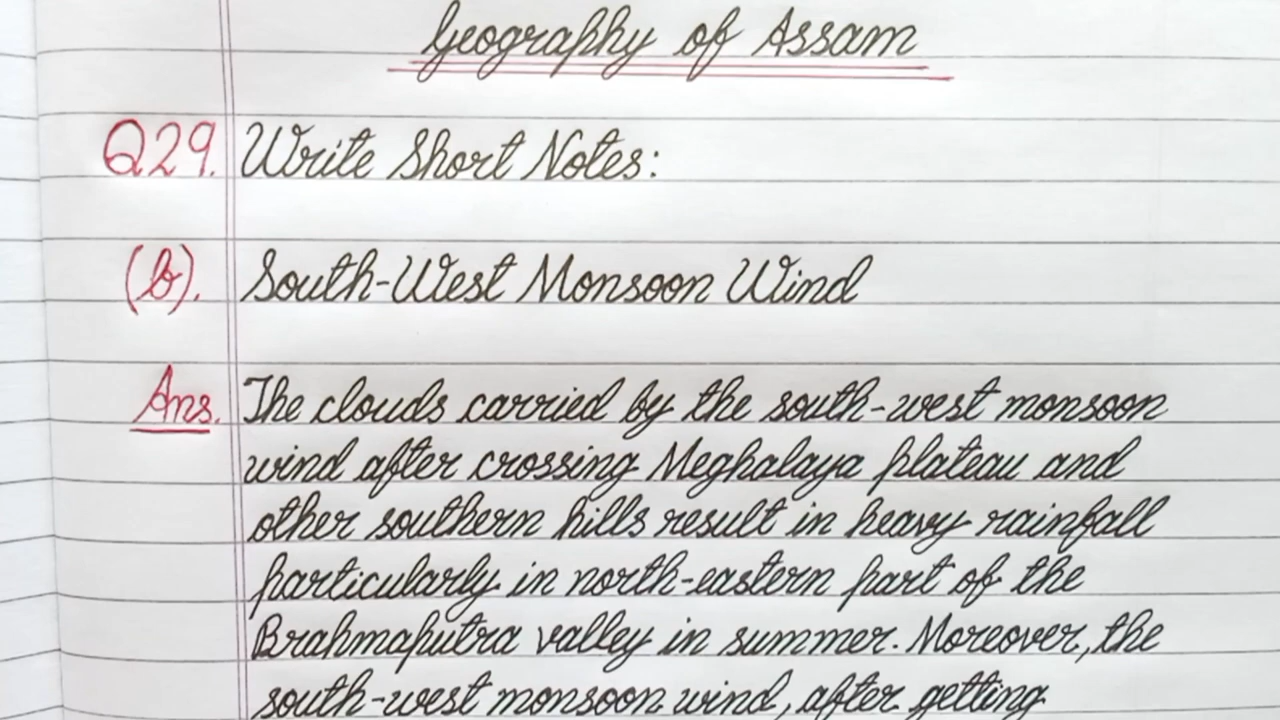 Geography of Assam
Q29. Write Short Notes:
(b). South-West Monsoon Wind
Ans. The clouds carried by the south-west monsoon
wind after crossing Meghalaya plateau and
other southern hills result in heavy rainfall
particularly in north-eastern part of the
Brahmaputra valley in summer. Moreover, the
south-west monsoon wind, after getting